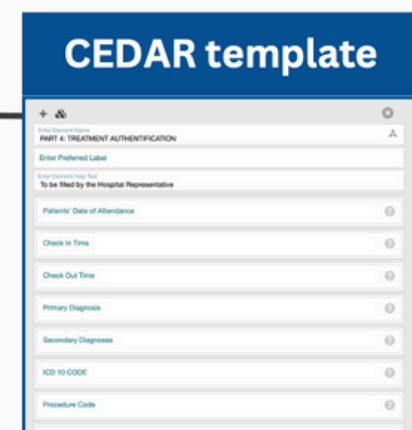 CEDAR template
Enter Element Name
PART 4: TREATMENT AUTHENTIFICATION
Enter Preferred Label
Enter Element Help Text
To be filled by the Hospital Representative
Patients' Date of Attendance
Check In Time
Check Out Time
Primary Diagnosis
Secondary Diagnoses
ICD 10 CODE
Procedure Code